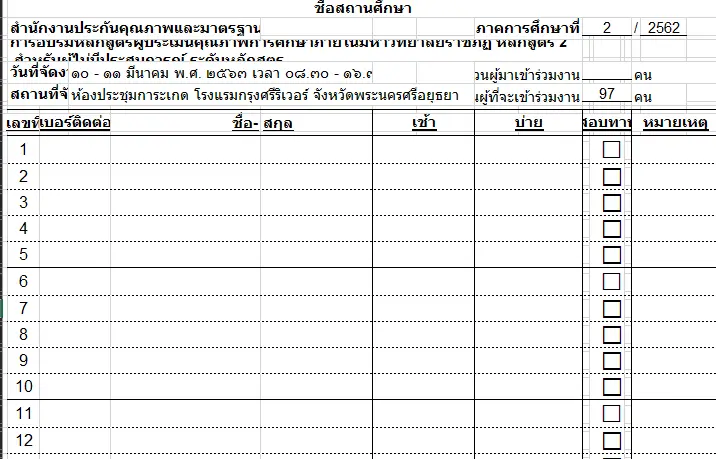 ชื่อสถานศึกษา
สำนักงานประกันคุณภาพและมาตรฐาน ภาคการศึกษาที่ 2 / 2562
การอบรมหลักสูตรผู้ประเมินคุณภาพการศึกษาภายในมหาวิทยาลัยราชภัฏ หลักสูตร 2
สำหรับผู้ไม่มีประสบการณ์ ระดับหลักสูตร
วันที่จัดง ๑๐ - ๑๑ มีนาคม พ.ศ. ๒๕๖๓ เวลา ๐๘.๓๐ - ๑๖.๓ วนผู้มาเข้าร่วมงาน คน
สถานที่จั ห้องประชุมการะเกด โรงแรมกรุงศรีริเวอร์ จังหวัดพระนครศรีอยุธยา ผู้ที่จะเข้าร่วมงาน 97 คน
เลขที่ เบอร์ติดต่อ ชื่อ- สกุล เช้า บ่าย สอบทาน หมายเหตุ
1
2
3
4
5
6
7
8
9
10
11
12